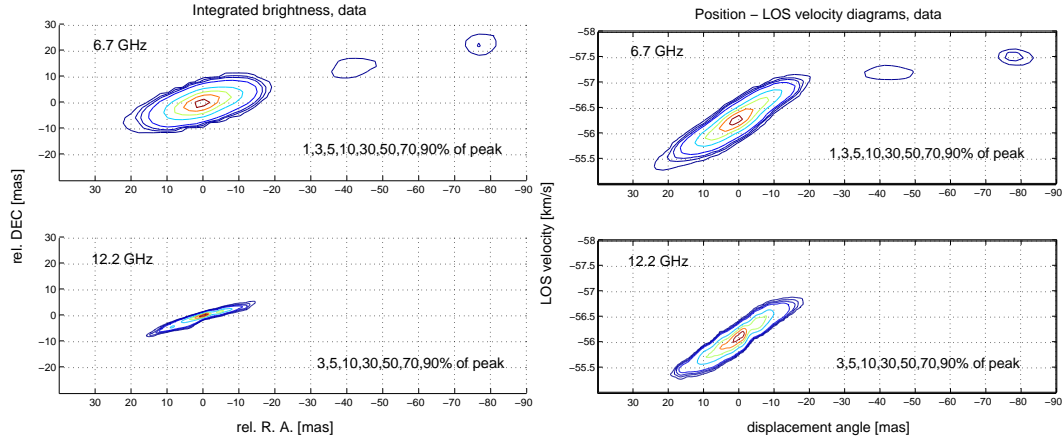 Integrated brightness, data
30
20
10
0
−10
−20
6.7 GHz
1,3,5,10,30,50,70,90% of peak
30 20 10 0 −10 −20 −30 −40 −50 −60 −70 −80 −90
rel. DEC [mas]
30
20
10
0
−10
−20
12.2 GHz
3,5,10,30,50,70,90% of peak
30 20 10 0 −10 −20 −30 −40 −50 −60 −70 −80 −90
rel. R. A. [mas]
Position − LOS velocity diagrams, data
−58
−57.5
−57
−56.5
−56
−55.5
6.7 GHz
1,3,5,10,30,50,70,90% of peak
30 20 10 0 −10 −20 −30 −40 −50 −60 −70 −80 −90
LOS velocity [km/s]
−58
−57.5
−57
−56.5
−56
−55.5
12.2 GHz
3,5,10,30,50,70,90% of peak
30 20 10 0 −10 −20 −30 −40 −50 −60 −70 −80 −90
displacement angle [mas]